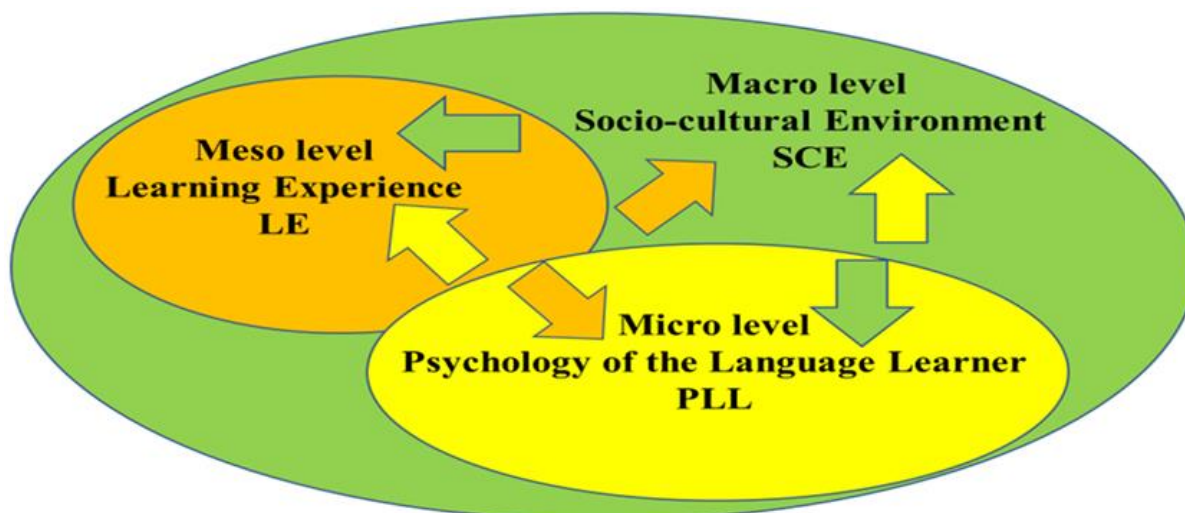 Macro level
Socio-cultural Environment
SCE
Meso level
Learning Experience
LE
Micro level
Psychology of the Language Learner
PLL